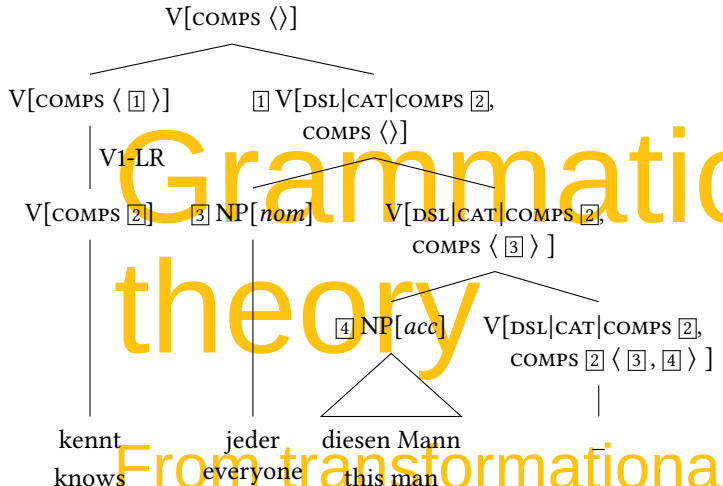 V[COMPS ⟨⟩]
V[COMPS ⟨ 1 ⟩] 1 V[DSL|CAT|COMPS 2,
COMPS ⟨⟩]
V1-LR
V[COMPS 2] 3 NP[nom] V[DSL|CAT|COMPS 2,
COMPS ⟨ 3 ⟩ ]
4 NP[acc] V[DSL|CAT|COMPS 2,
COMPS 2 ⟨ 3 , 4 ⟩ ]
kennt jeder diesen Mann _
knows everyone this man
Grammatic
theory
From transformationa